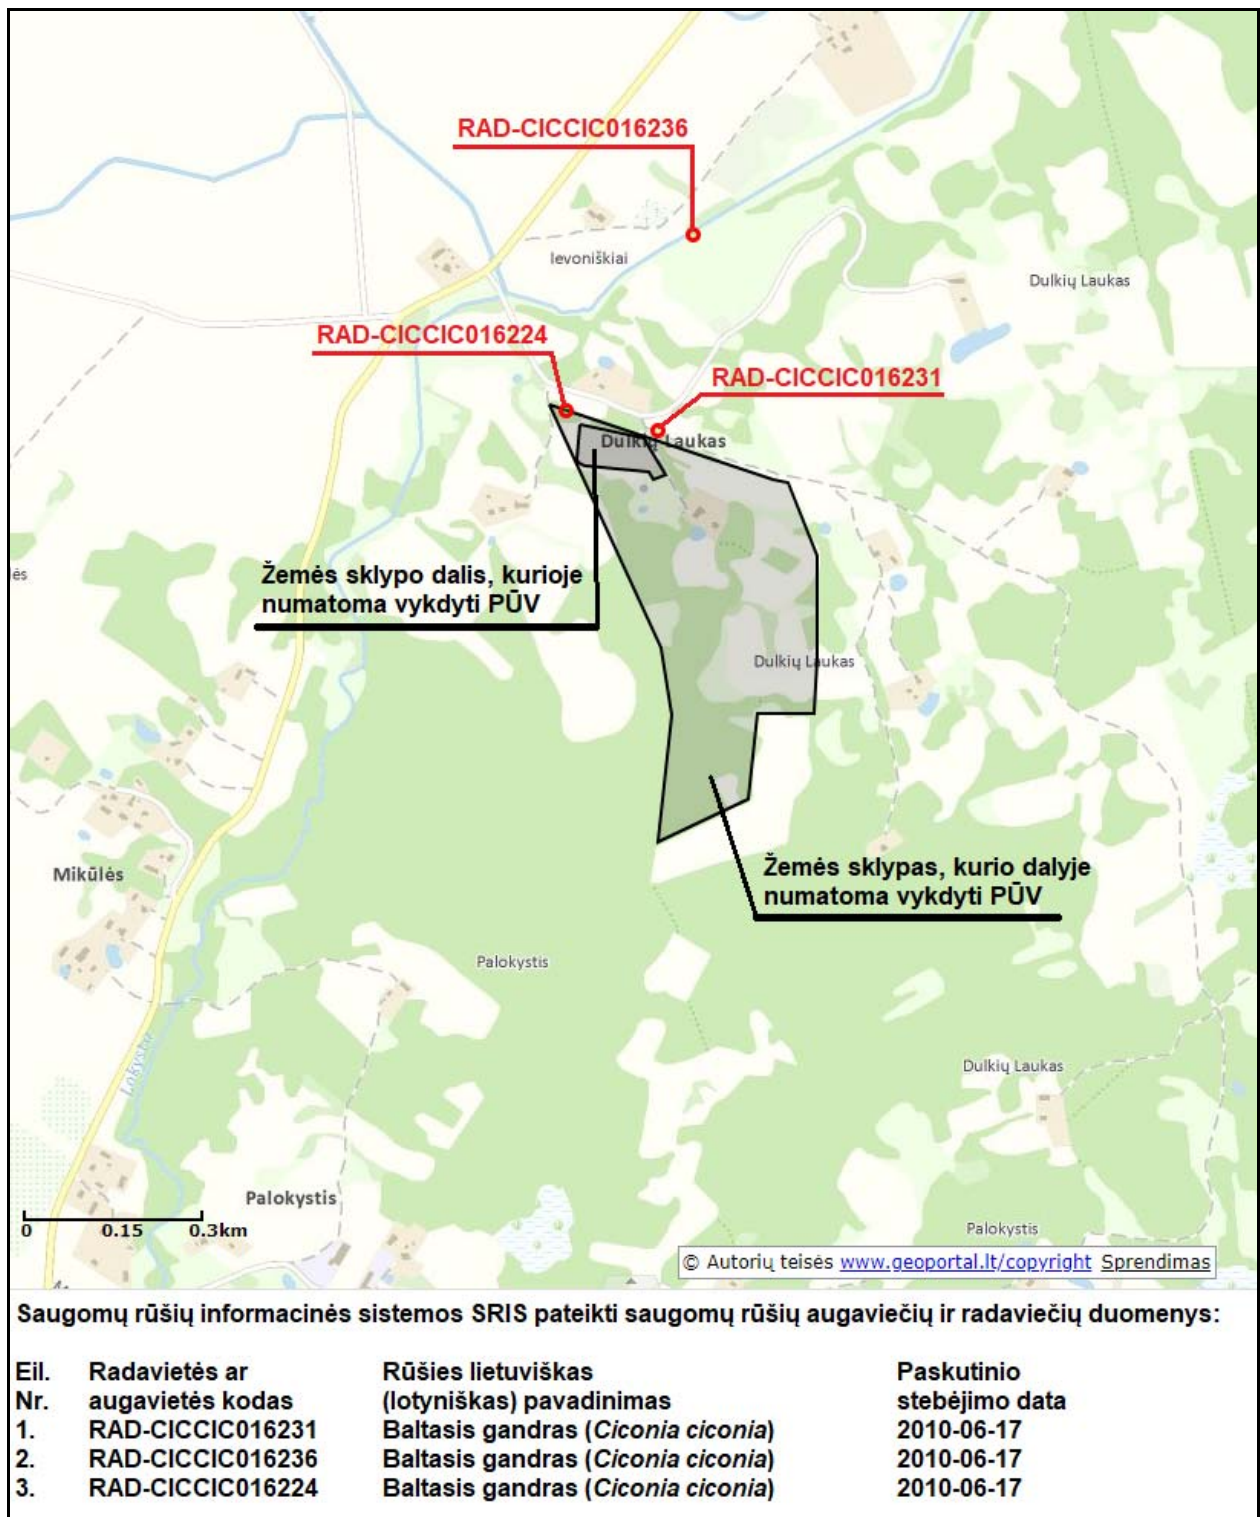 RAD-CICCIC016236
Ievoniškiai
Dulkių Laukas
RAD-CICCIC016224
RAD-CICCIC016231
Dulkių Laukas
ės
Žemės sklypo dalis, kurioje
numatoma vykdyti PŪV
Dulkių Laukas
Žemės sklypas, kurio dalyje
numatoma vykdyti PŪV
Mikūlės
Palokystis
Lokysta
Dulkių Laukas
Palokystis
0 0.15 0.3km
Palokystis
© Autorių teisės www.geoportal.lt/copyright Sprendimas
Saugomų rūšių informacinės sistemos SRIS pateikti saugomų rūšių augaviečių ir radaviečių duomenys:
Eil. Radavietės ar Rūšies lietuviškas Paskutinio
Nr. augavietės kodas (lotyniškas) pavadinimas stebėjimo data
1. RAD-CICCIC016231 Baltasis gandras (Ciconia ciconia) 2010-06-17
2. RAD-CICCIC016236 Baltasis gandras (Ciconia ciconia) 2010-06-17
3. RAD-CICCIC016224 Baltasis gandras (Ciconia ciconia) 2010-06-17